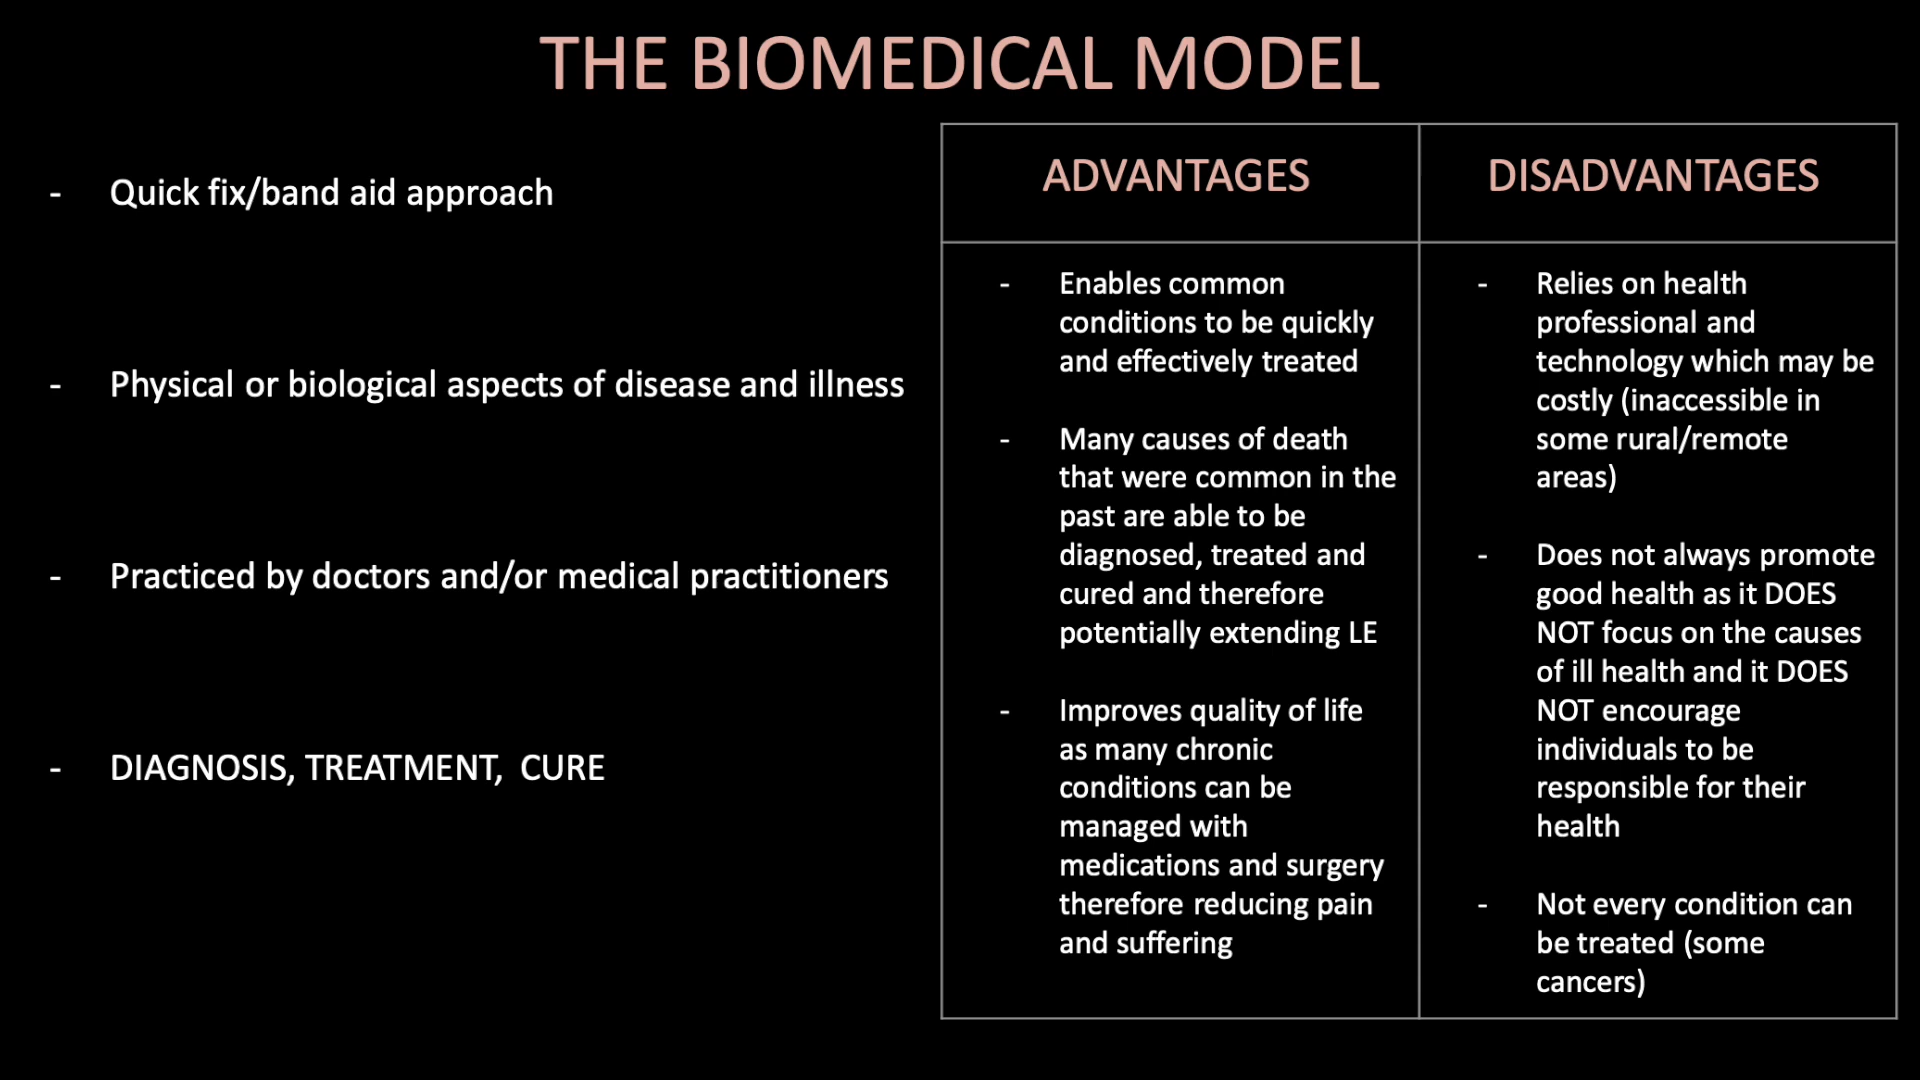 THE BIOMEDICAL MODEL
- Quick fix/band aid approach
- Physical or biological aspects of disease and illness
- Practiced by doctors and/or medical practitioners
- DIAGNOSIS, TREATMENT, CURE
ADVANTAGES
- Enables common
conditions to be quickly
and effectively treated
- Many causes of death
that were common in the
past are able to be
diagnosed, treated and
cured and therefore
potentially extending LE
- Improves quality of life
as many chronic
conditions can be
managed with
medications and surgery
therefore reducing pain
and suffering
DISADVANTAGES
- Relies on health
professional and
technology which may be
costly (inaccessible in
some rural/remote
areas)
- Does not always promote
good health as it DOES
NOT focus on the causes
of ill health and it DOES
NOT encourage
individuals to be
responsible for their
health
- Not every condition can
be treated (some
cancers)